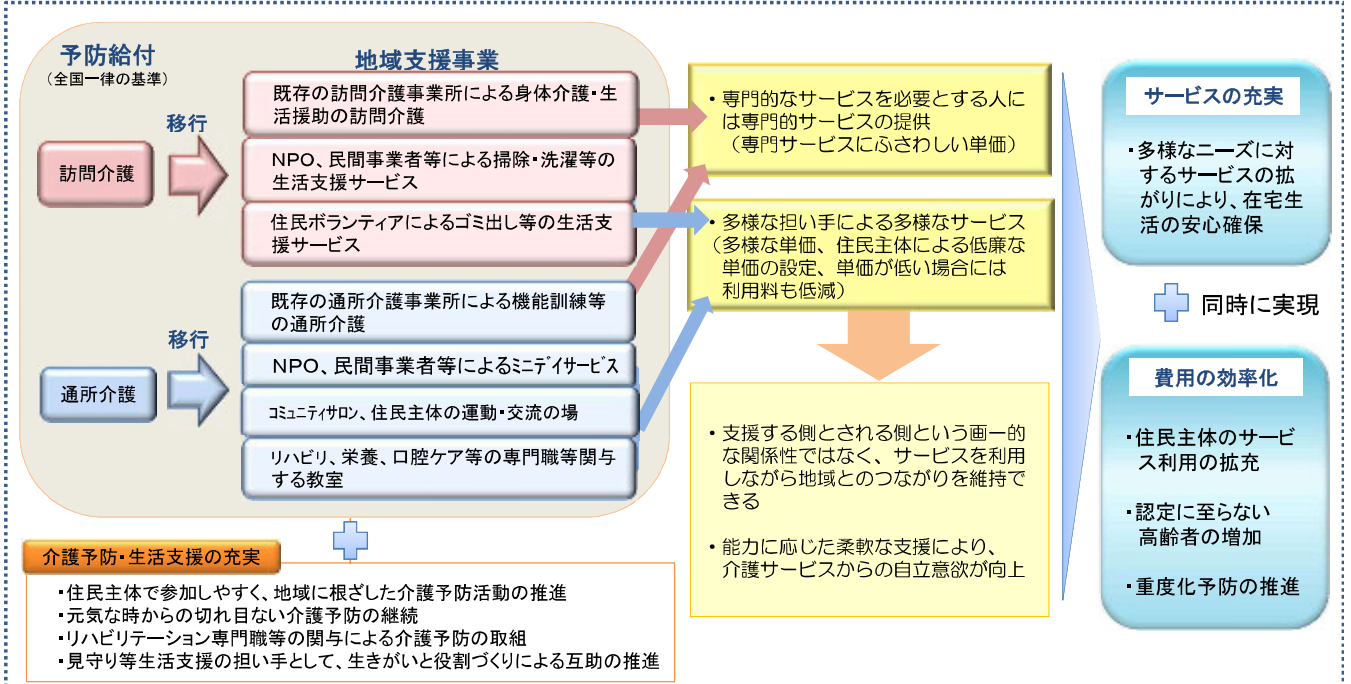 予防給付
(全国一律の基準)
地域支援事業
移行
訪問介護
既存の訪問介護事業所による身体介護・生
活援助の訪問介護
NPO、民間事業者等による掃除・洗濯等の
生活支援サービス
住民ボランティアによるゴミ出し等の生活支
援サービス
移行
通所介護
既存の通所介護事業所による機能訓練等
の通所介護
NPO、民間事業者等によるミニデイサービス
コミュニティサロン、住民主体の運動・交流の場
リハビリ、栄養、口腔ケア等の専門職等関与
する教室
介護予防・生活支援の充実
・住民主体で参加しやすく、地域に根ざした介護予防活動の推進
・元気な時からの切れ目ない介護予防の継続
・リハビリテーション専門職等の関与による介護予防の取組
・見守り等生活支援の担い手として、生きがいと役割づくりによる互助の推進
・専門的なサービスを必要とする人に
は専門的サービスの提供
(専門サービスにふさわしい単価)
・多様な担い手による多様なサービス
(多様な単価、住民主体による低廉な
単価の設定、単価が低い場合には
利用料も低減)
・支援する側とされる側という画一的
な関係性ではなく、サービスを利用
しながら地域とのつながりを維持で
きる
・能力に応じた柔軟な支援により、
介護サービスからの自立意欲が向上
サービスの充実
・多様なニーズに対
するサービスの拡
がりにより、在宅生
活の安心確保
同時に実現
費用の効率化
・住民主体のサービ
ス利用の拡充
・認定に至らない
高齢者の増加
・重度化予防の推進